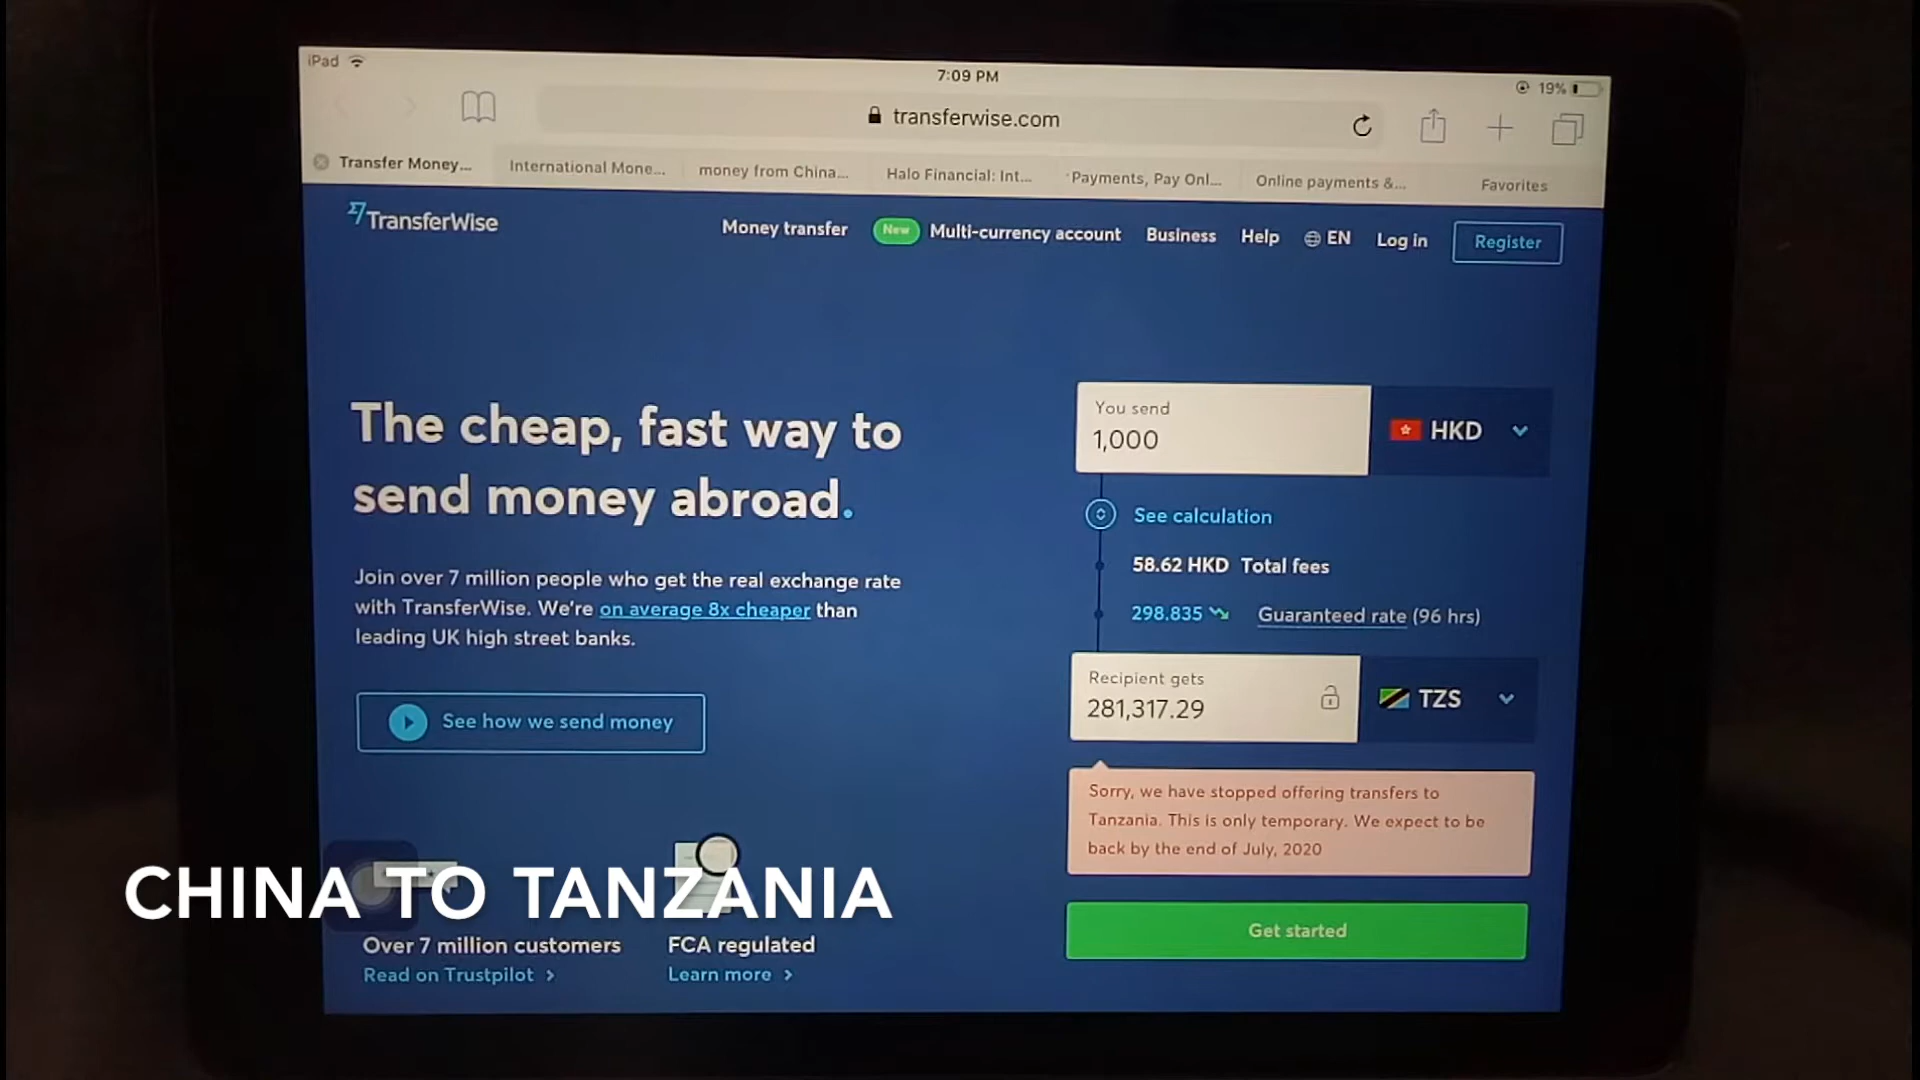 iPad
7:09 PM
19%
transferwise.com
Transfer Money...
International Mone...
money from China...
Halo Financial: Int...
Payments, Pay Onl...
Online payments &...
Favorites
TransferWise
Money transfer
New
Multi-currency account
Business
Help
EN
Log in
Register
The cheap, fast way to
send money abroad.
Join over 7 million people who get the real exchange rate
with TransferWise. We're on average 8x cheaper than
leading UK high street banks.
See how we send money
You send
1,000
HKD
See calculation
58.62 HKD Total fees
298.835 Guaranteed rate (96 hrs)
Recipient gets
281,317.29
TZS
Sorry, we have stopped offering transfers to
Tanzania. This is only temporary. We expect to be
back by the end of July, 2020
Get started
CHINA TO TANZANIA
Over 7 million customers
Read on Trustpilot >
FCA regulated
Learn more >